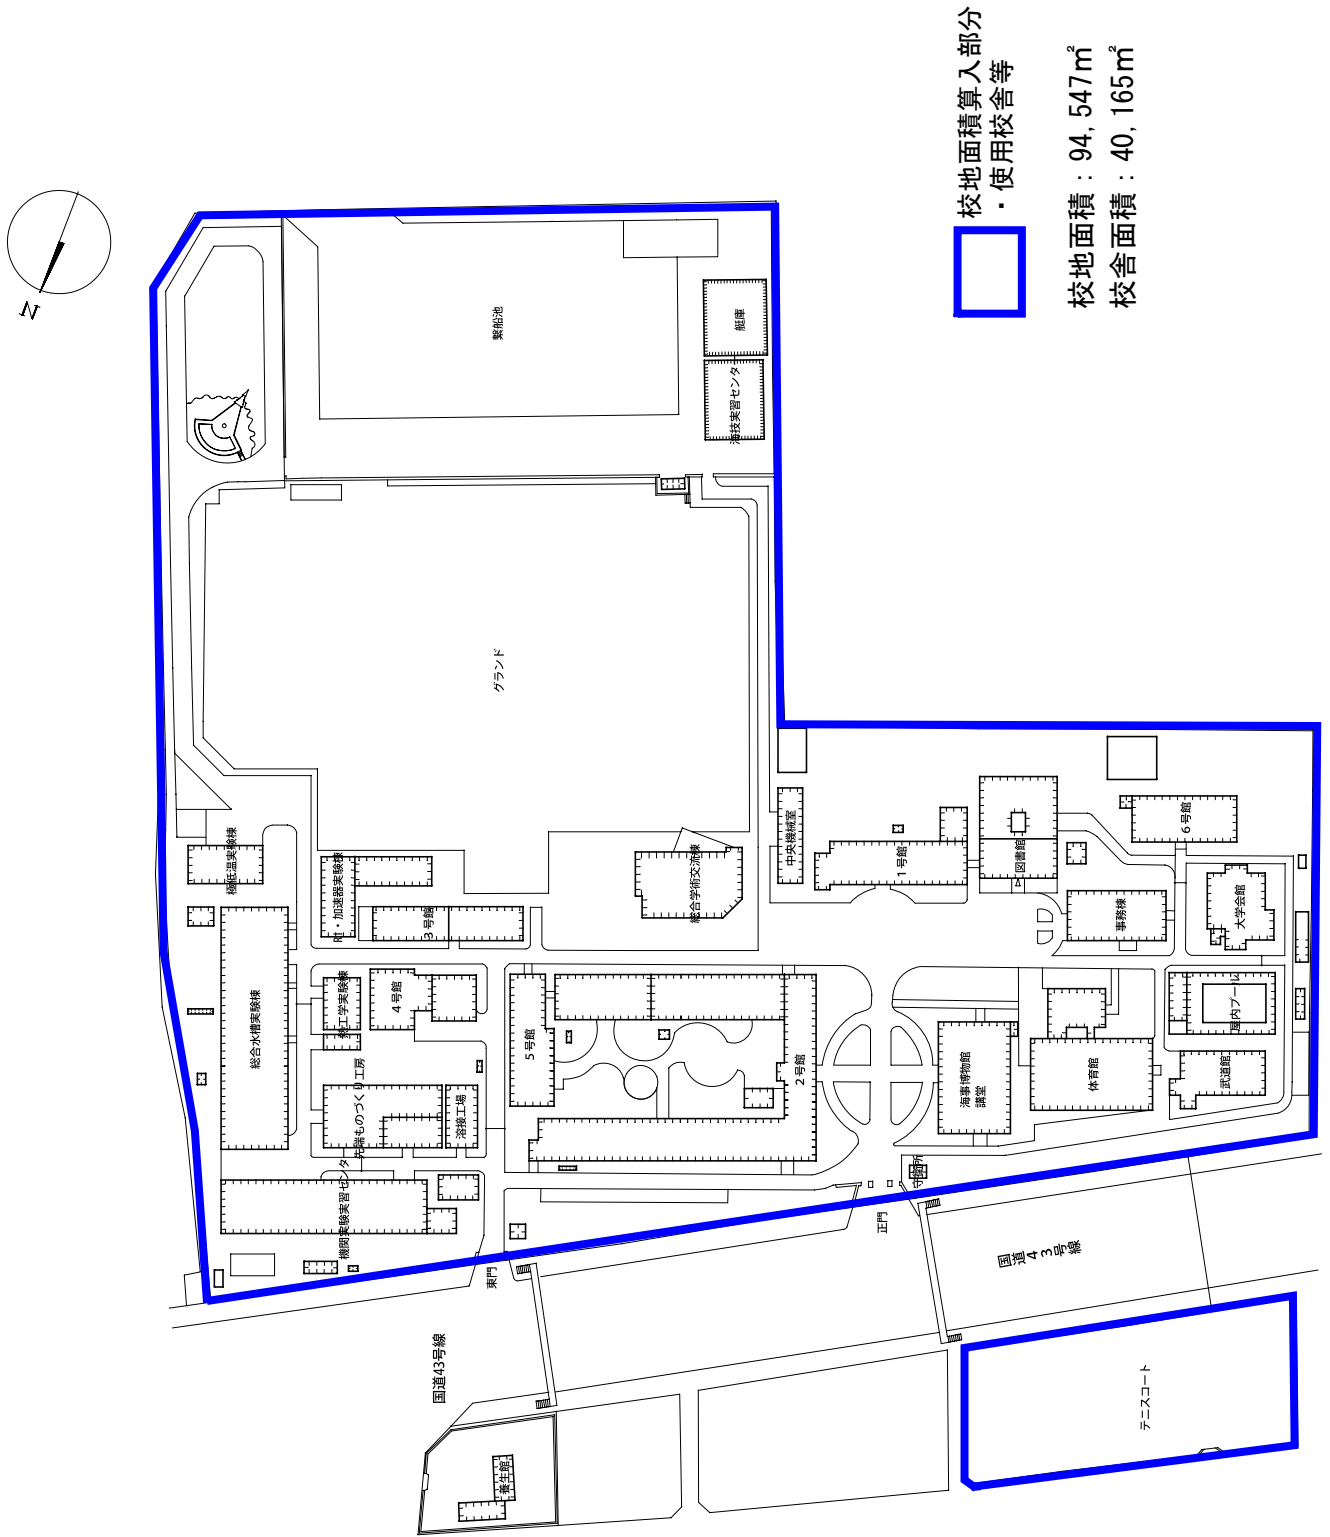 N
校地面積算入部分
・使用校舎等
校地面積：94,547㎡
校舎面積：40,165㎡
繋船池
艇庫
海技実習センター
グランド
極低温実験棟
・加速器実験棟
3号館
総合学術交流棟
中央機械室
1号館
図書館
6号館
事務棟
大学会館
総合水槽実験棟
熱工学実験棟
4号館
5号館
2号館
海事博物館
講堂
体育館
屋内プール
武道館
先端ものづくり工房
溶接工場
機関実験実習センター
守衛所
正門
東門
国道43号線
国道43号線
養生館
テニスコート